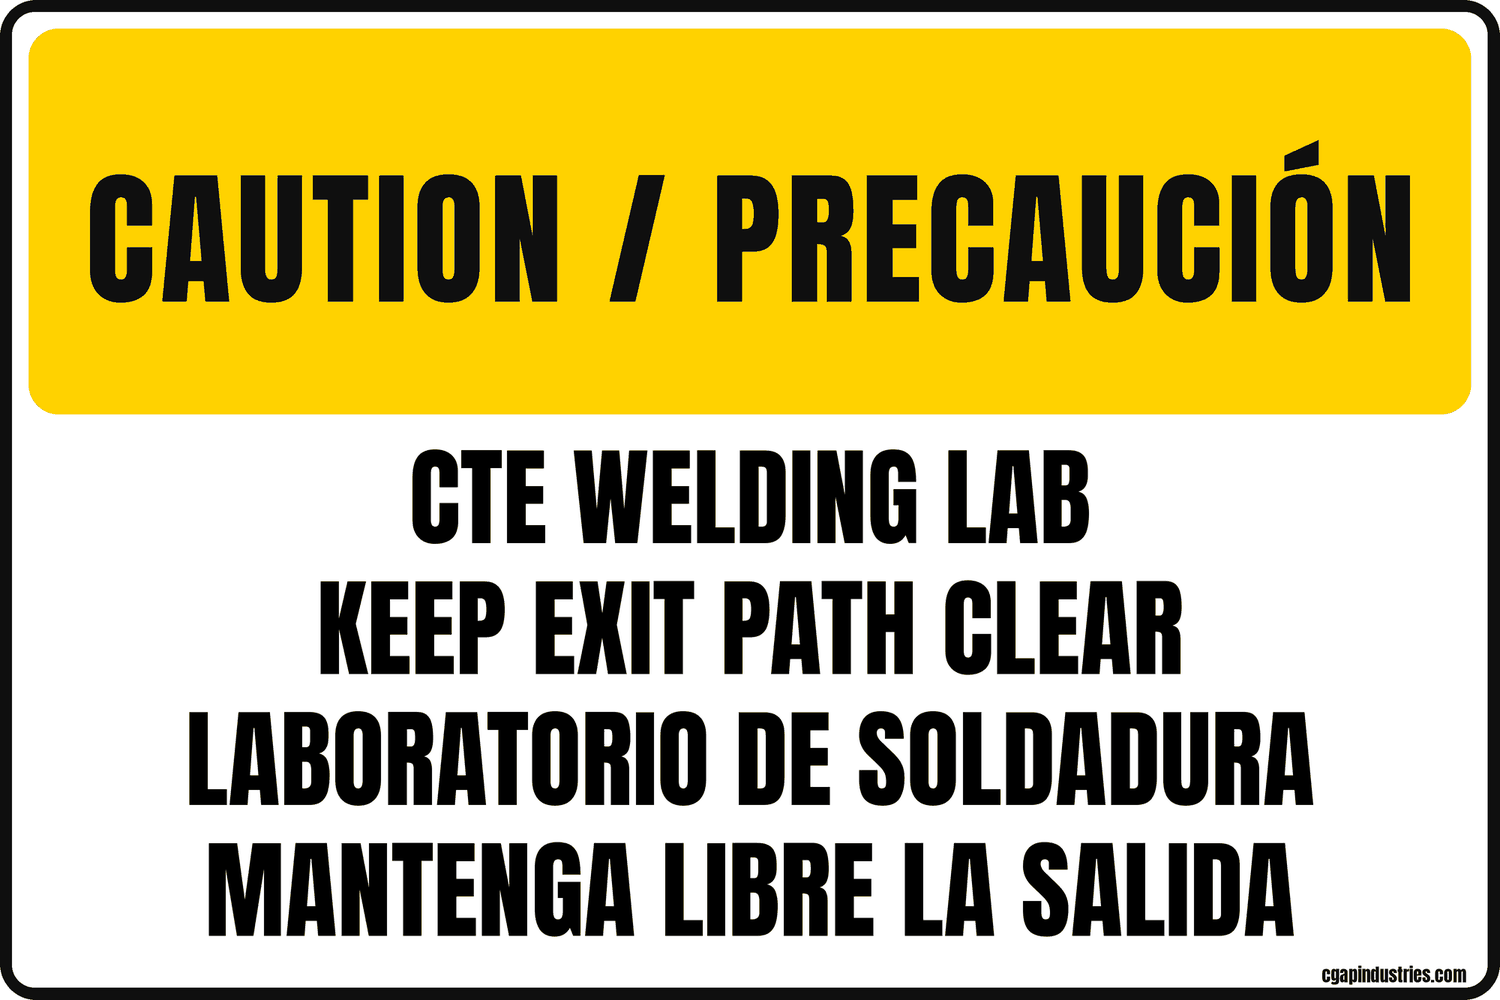 CAUTION / PRECAUCIÓN
CTE WELDING LAB
KEEP EXIT PATH CLEAR
LABORATORIO DE SOLDADURA
MANTENGA LIBRE LA SALIDA
cgapindustries.com